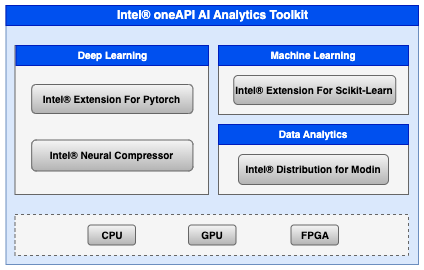 Intel® oneAPI AI Analytics Toolkit
Deep Learning
Intel® Extension For Pytorch
Intel® Neural Compressor
Machine Learning
Intel® Extension For Scikit-Learn
Data Analytics
Intel® Distribution for Modin
CPU
GPU
FPGA